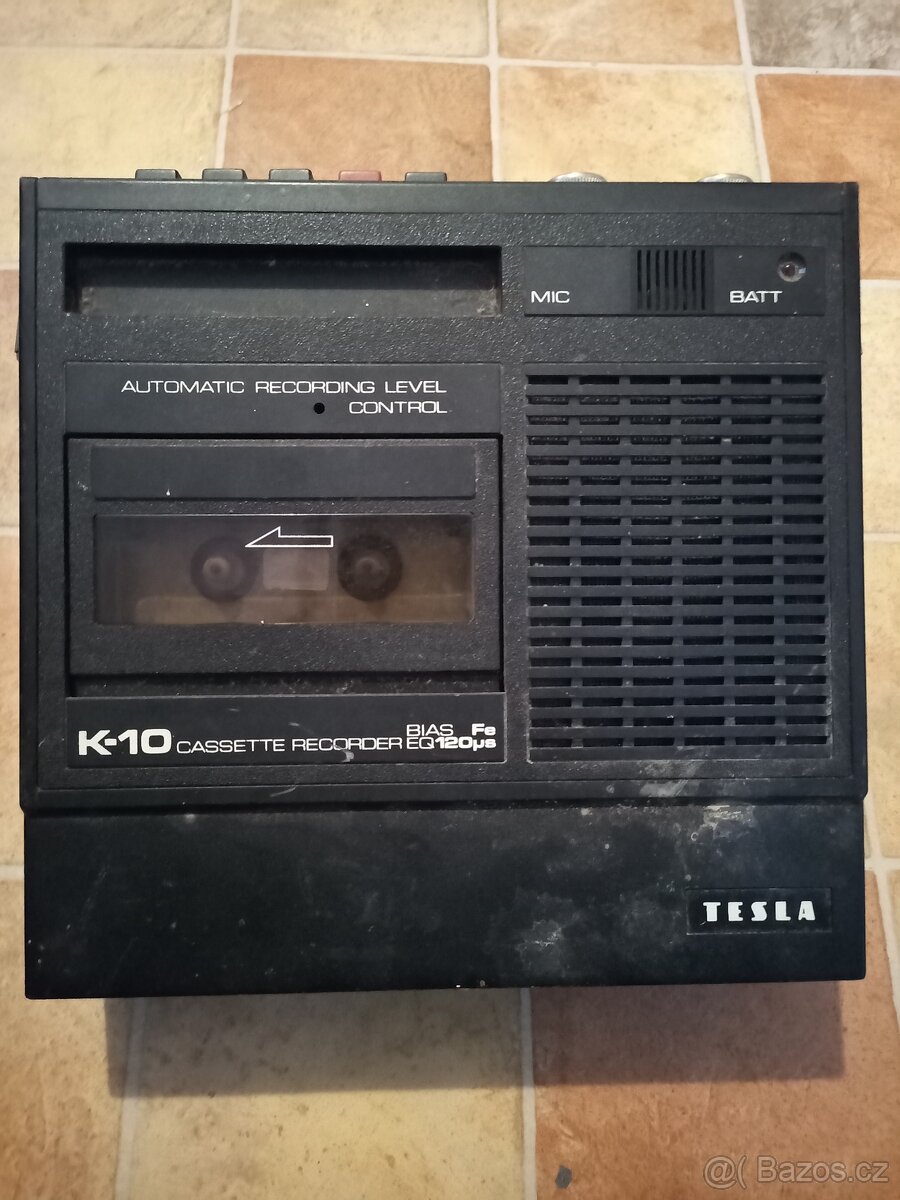 MIC BATT
AUTOMATIC RECORDING LEVEL
CONTROL
K-10 CASSETTE RECORDER BIAS Fe
EQ 120µs
TESLA
@( Bazos.cz